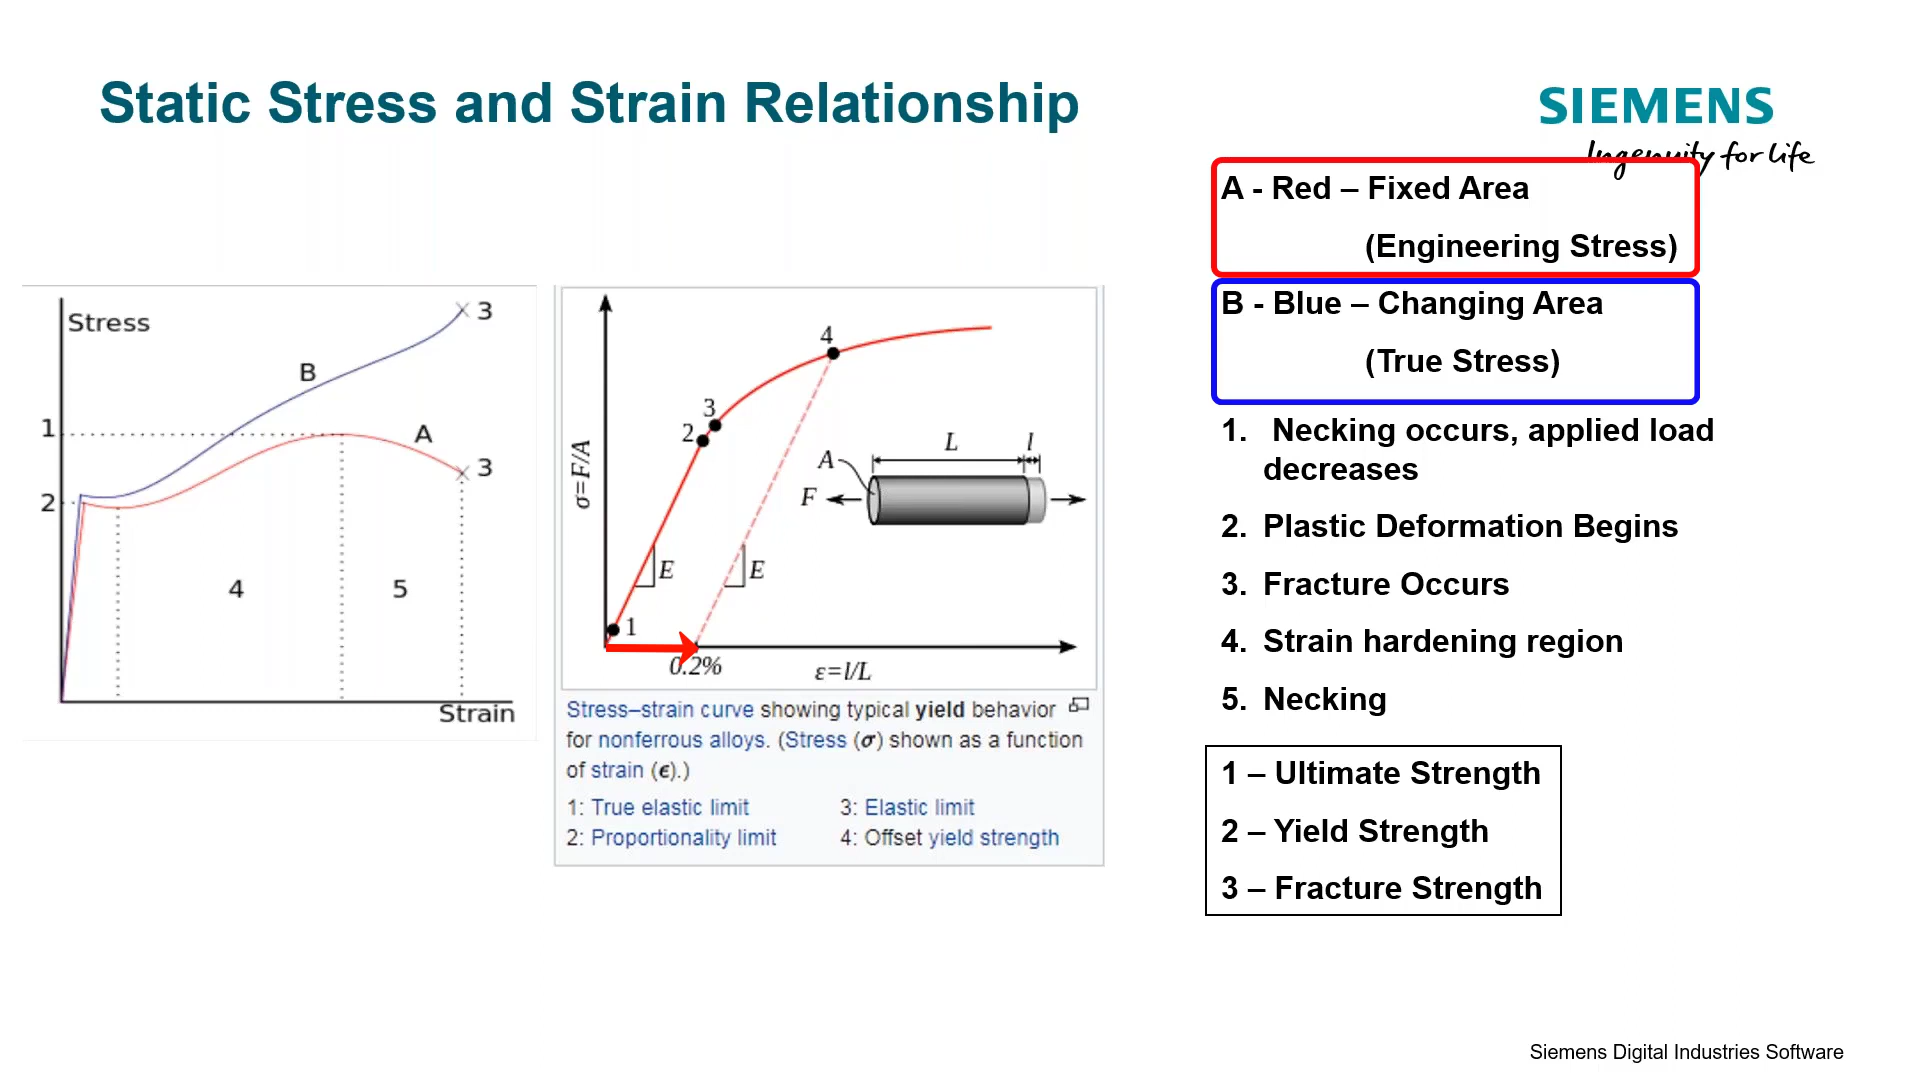 Static Stress and Strain Relationship
SIEMENS
Ingenuity for life
A - Red – Fixed Area
(Engineering Stress)
B - Blue – Changing Area
(True Stress)
1. Necking occurs, applied load
decreases
2. Plastic Deformation Begins
3. Fracture Occurs
4. Strain hardening region
5. Necking
1 – Ultimate Strength
2 – Yield Strength
3 – Fracture Strength
Stress
3
B
1
A
3
2
4
5
Strain
σ=F/A
4
3
2
L
l
A
F
E
E
1
0.2%
ε=l/L
Stress–strain curve showing typical yield behavior
for nonferrous alloys. (Stress (σ) shown as a function
of strain (ϵ).)
1: True elastic limit
3: Elastic limit
2: Proportionality limit
4: Offset yield strength
Siemens Digital Industries Software